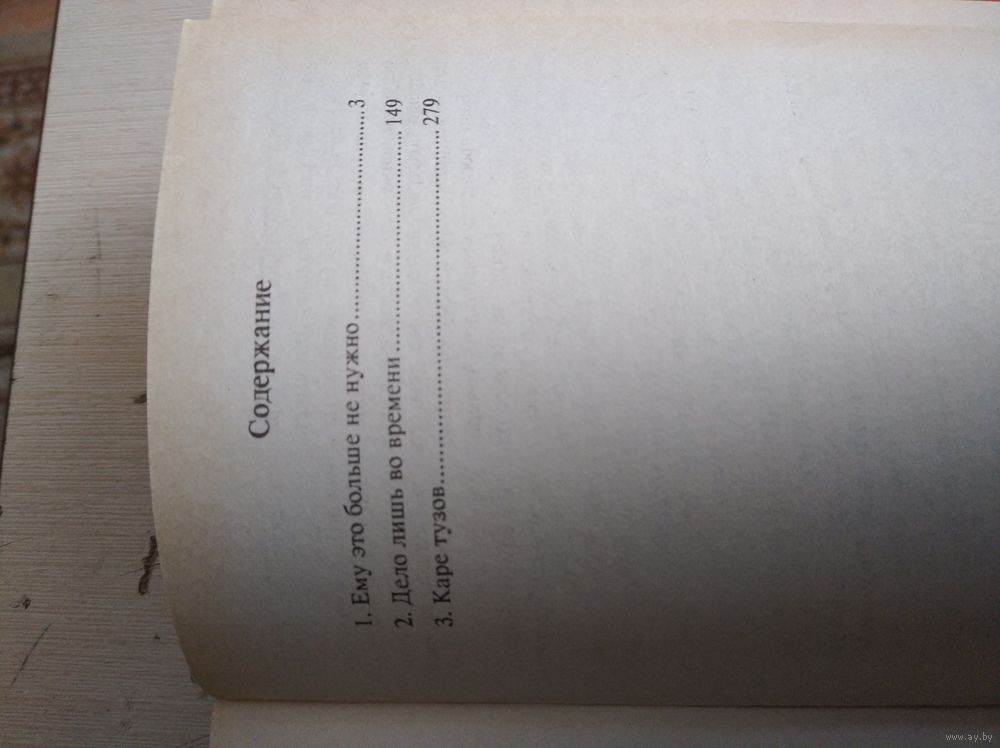 Содержание
1. Ему это больше не нужно..............................3
2. Дело лишь во времени.............................. 149
3. Каре тузов.............................................. 279
www.ay.by